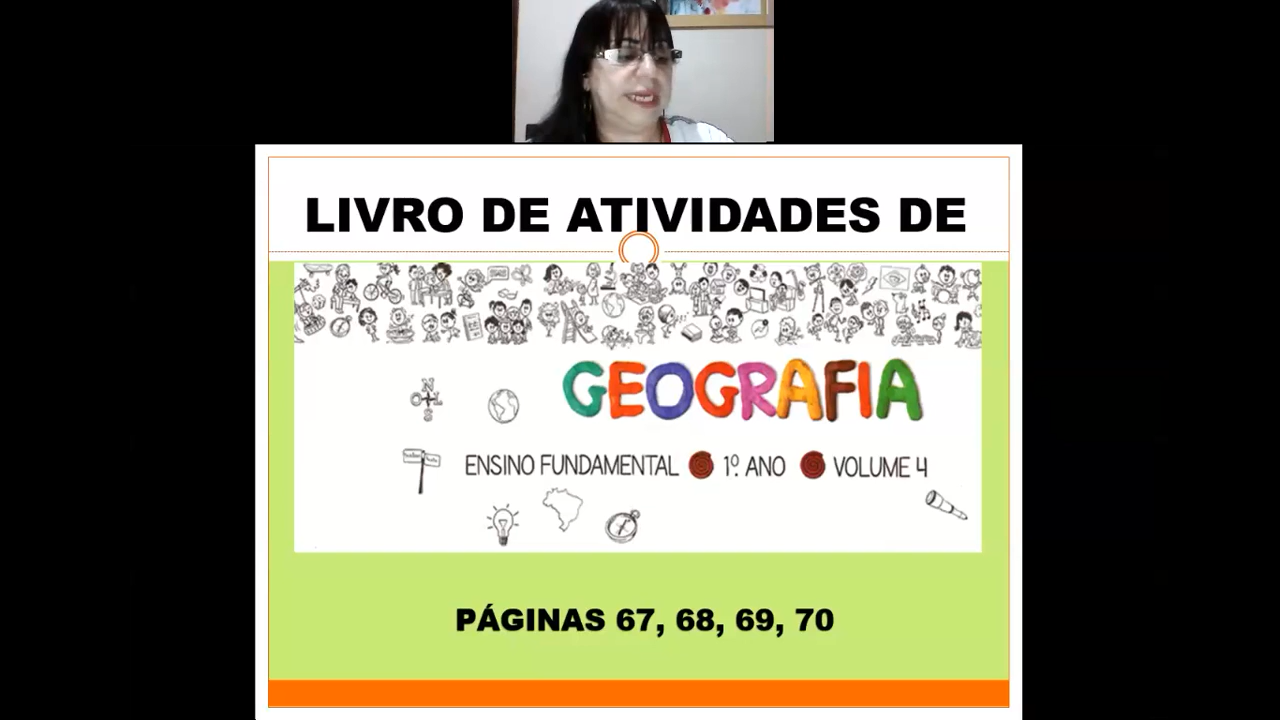 LIVRO DE ATIVIDADES DE
GEOGRAFIA
N
O L
S
ENSINO FUNDAMENTAL 1º. ANO VOLUME 4
PÁGINAS 67, 68, 69, 70